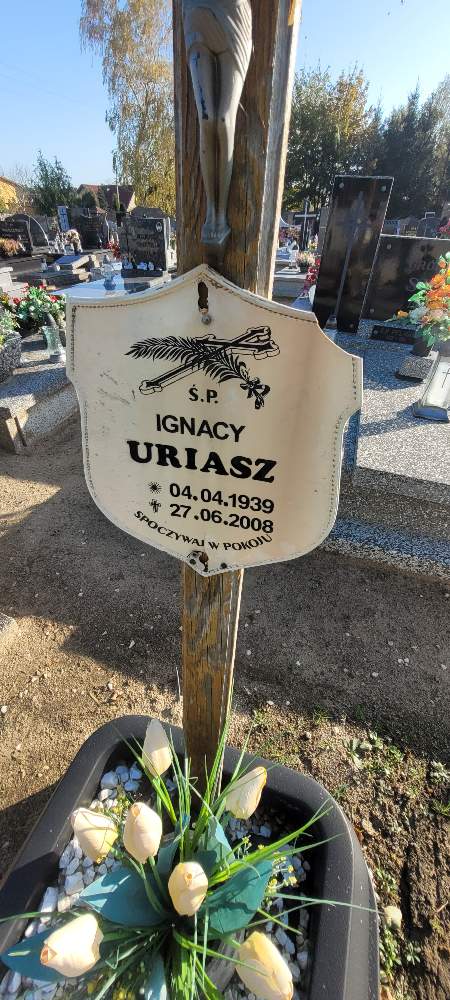 Ś.P.
IGNACY
URIASZ
04.04.1939
27.06.2008
SPOCZYWAJ W POKOJU